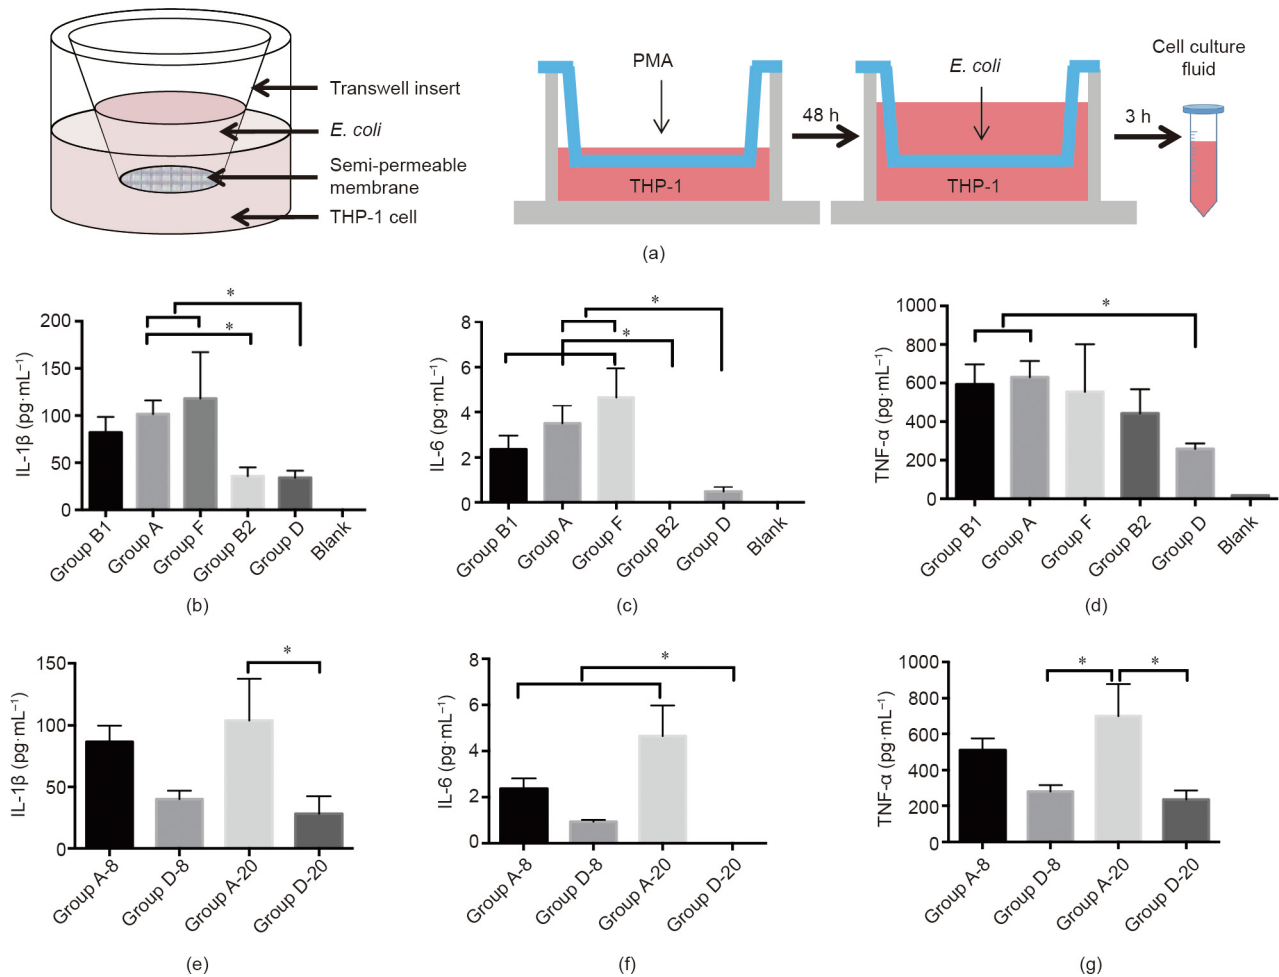 Transwell insert
E. coli
Semi-permeable
membrane
THP-1 cell
PMA
THP-1
48 h
E. coli
THP-1
3 h
Cell culture
fluid
(a)
IL-1β (pg·mL⁻¹)
200
150
100
50
0
*
*
Group B1
Group A
Group F
Group B2
Group D
Blank
(b)
IL-6 (pg·mL⁻¹)
8
6
4
2
0
*
*
Group B1
Group A
Group F
Group B2
Group D
Blank
(c)
TNF-α (pg·mL⁻¹)
1000
800
600
400
200
0
*
Group B1
Group A
Group F
Group B2
Group D
Blank
(d)
IL-1β (pg·mL⁻¹)
150
100
50
0
*
Group A-8
Group D-8
Group A-20
Group D-20
(e)
IL-6 (pg·mL⁻¹)
8
6
4
2
0
*
Group A-8
Group D-8
Group A-20
Group D-20
(f)
TNF-α (pg·mL⁻¹)
1000
800
600
400
200
0
*
*
Group A-8
Group D-8
Group A-20
Group D-20
(g)